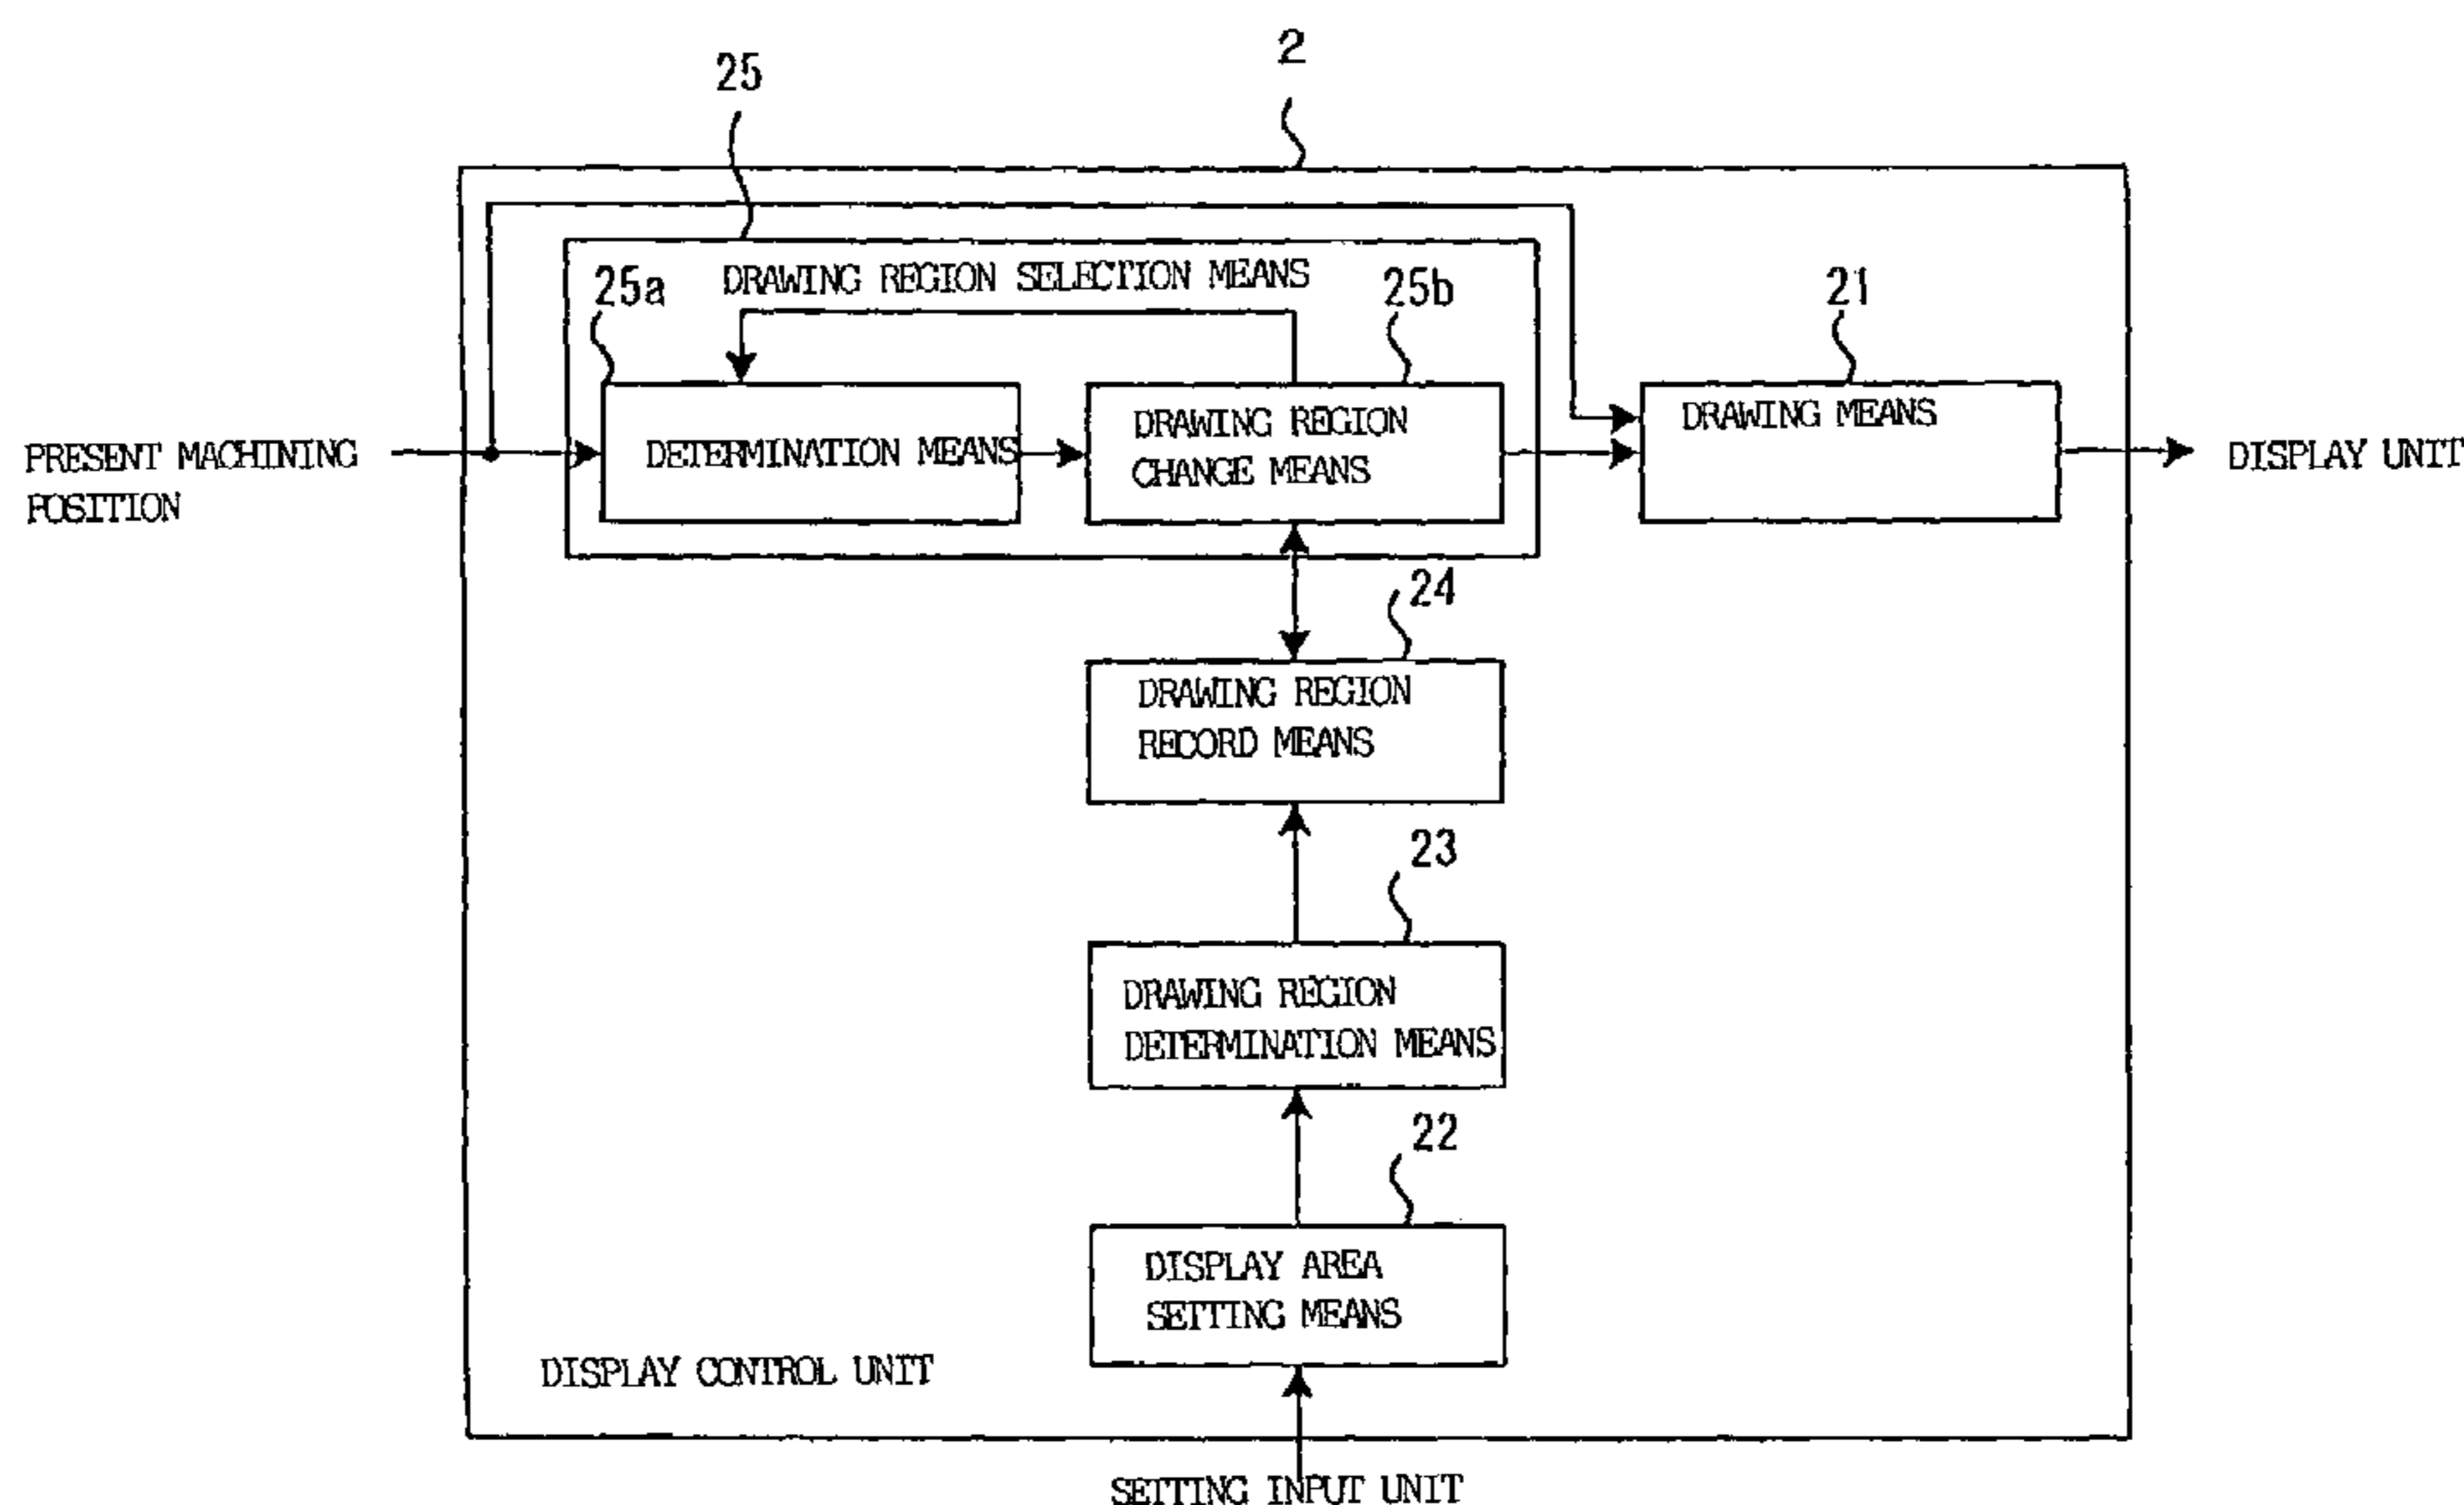 2
25
DRAWING REGION SELECTION MEANS
25a
25b
21
PRESENT MACHINING
POSITION
DETERMINATION MEANS
DRAWING REGION
CHANGE MEANS
DRAWING MEANS
DISPLAY UNIT
24
DRAWING REGION
RECORD MEANS
23
DRAWING REGION
DETERMINATION MEANS
22
DISPLAY AREA
SETTING MEANS
DISPLAY CONTROL UNIT
SETTING INPUT UNIT